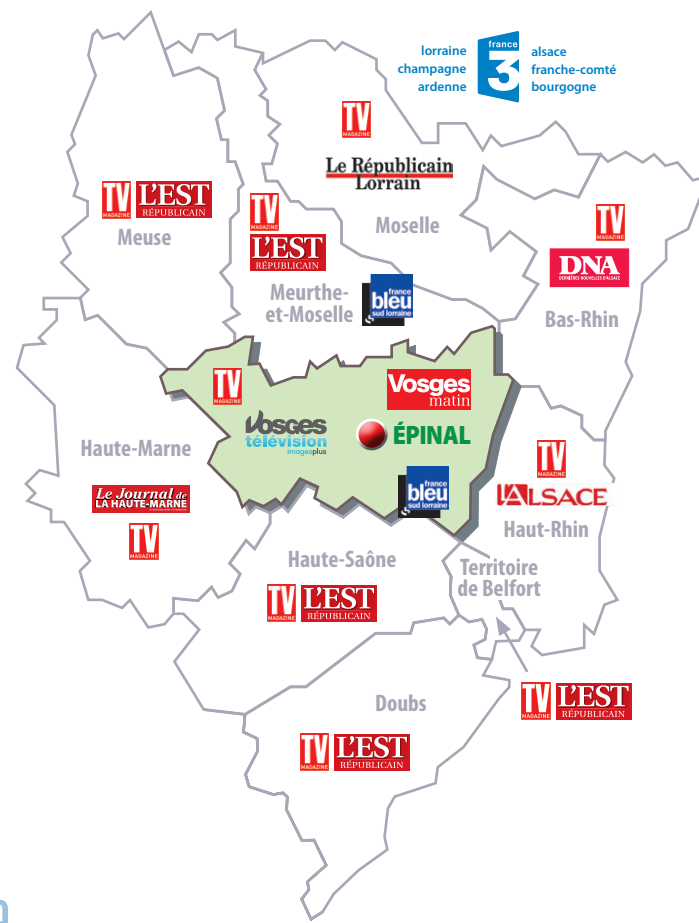 lorraine
champagne
ardenne
france
3
alsace
franche-comté
bourgogne
TV
MAGAZINE
Le Républicain
Lorrain
Moselle
TV
MAGAZINE
L'EST
RÉPUBLICAIN
Meuse
TV
MAGAZINE
L'EST
RÉPUBLICAIN
Meurthe-
et-Moselle
france
bleu
sud lorraine
TV
MAGAZINE
DNA
DERNIÈRES NOUVELLES D'ALSACE
Bas-Rhin
TV
MAGAZINE
Vosges
matin
Vosges
télévision
imagesplus
ÉPINAL
france
bleu
sud lorraine
Haute-Marne
Le Journal de
LA HAUTE-MARNE
TV
MAGAZINE
TV
MAGAZINE
L'ALSACE
Haut-Rhin
Haute-Saône
TV
MAGAZINE
L'EST
RÉPUBLICAIN
Territoire
de Belfort
TV
MAGAZINE
L'EST
RÉPUBLICAIN
Doubs
TV
MAGAZINE
L'EST
RÉPUBLICAIN